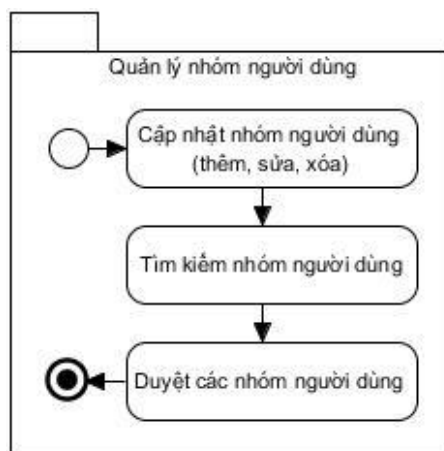 Quản lý nhóm người dùng
Cập nhật nhóm người dùng
(thêm, sửa, xóa)
Tìm kiếm nhóm người dùng
Duyệt các nhóm người dùng